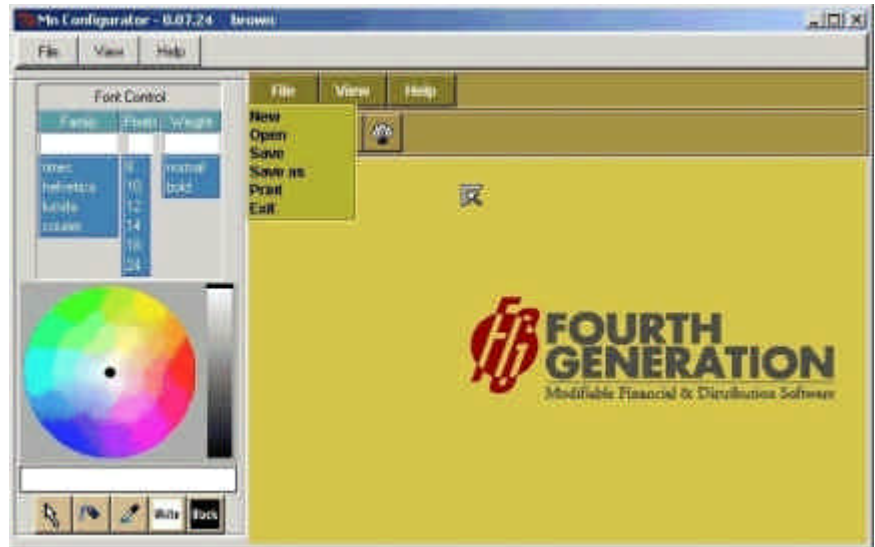 Mn Configurator - 0.07.24 brown
File View Help
Font Control
Family Pixels Weight
times 8 normal
helvetica 10 bold
lucida 12
courier 14
18
24
White Black
File View Help
New
Open
Save
Save as
Print
Exit
FOURTH
GENERATION
Modifiable Financial & Distribution Software